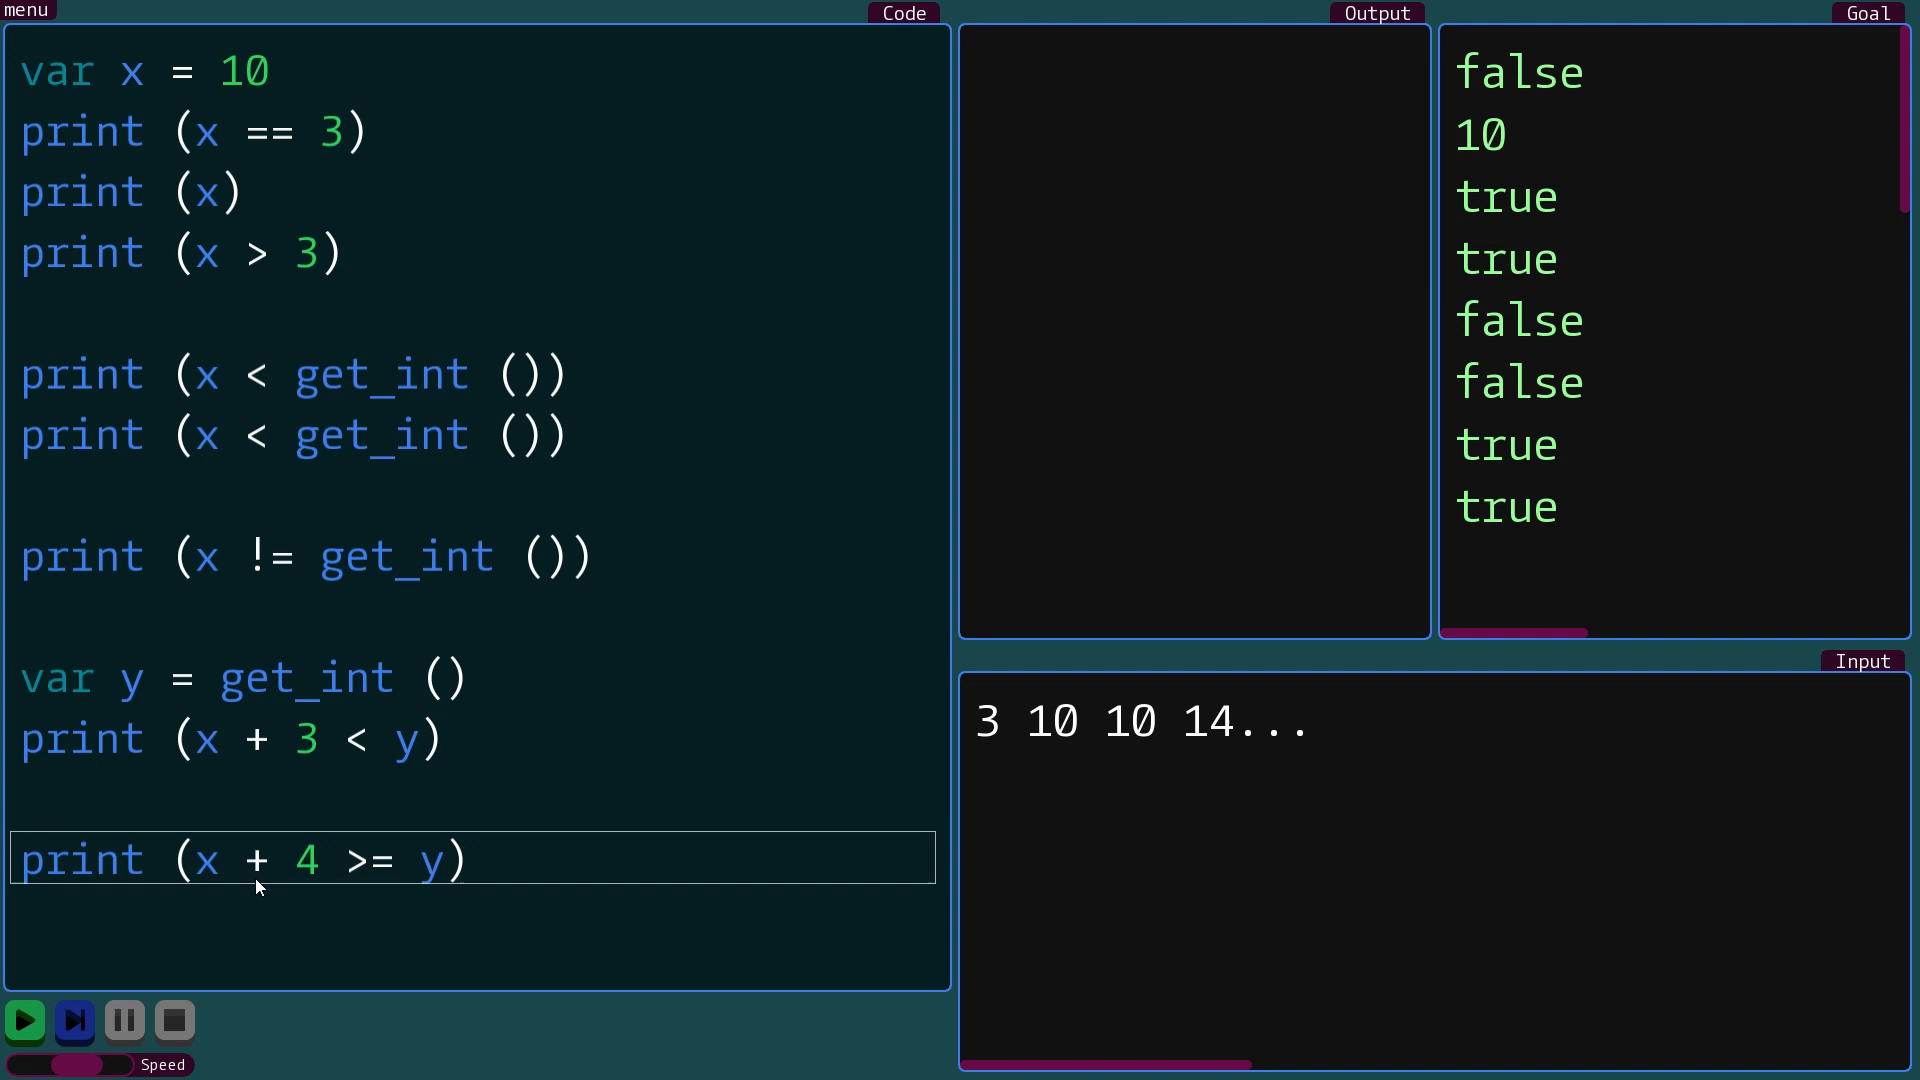 menu
Code
var x = 10
print (x == 3)
print (x)
print (x > 3)
print (x < get_int ())
print (x < get_int ())
print (x != get_int ())
var y = get_int ()
print (x + 3 < y)
print (x + 4 >= y)
Speed
Output
Goal
false
10
true
true
false
false
true
true
Input
3 10 10 14...